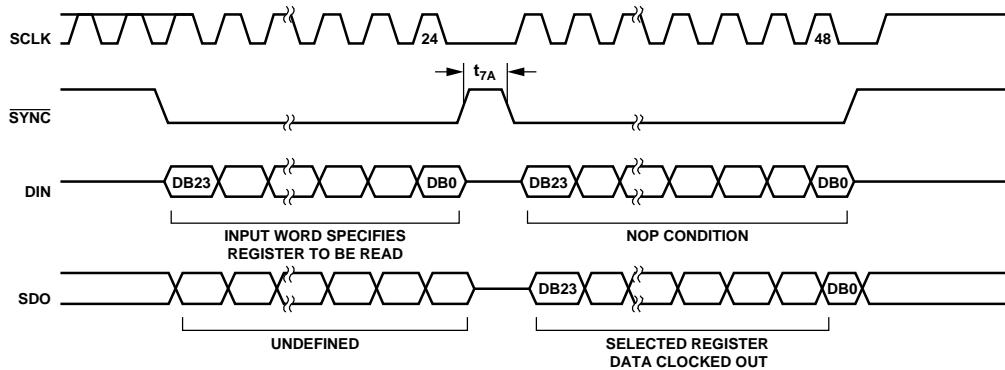 SCLK
24
48
t7A
SYNC
DIN
DB23
DB0
DB23
DB0
INPUT WORD SPECIFIES
REGISTER TO BE READ
NOP CONDITION
SDO
DB23
DB0
UNDEFINED
SELECTED REGISTER
DATA CLOCKED OUT